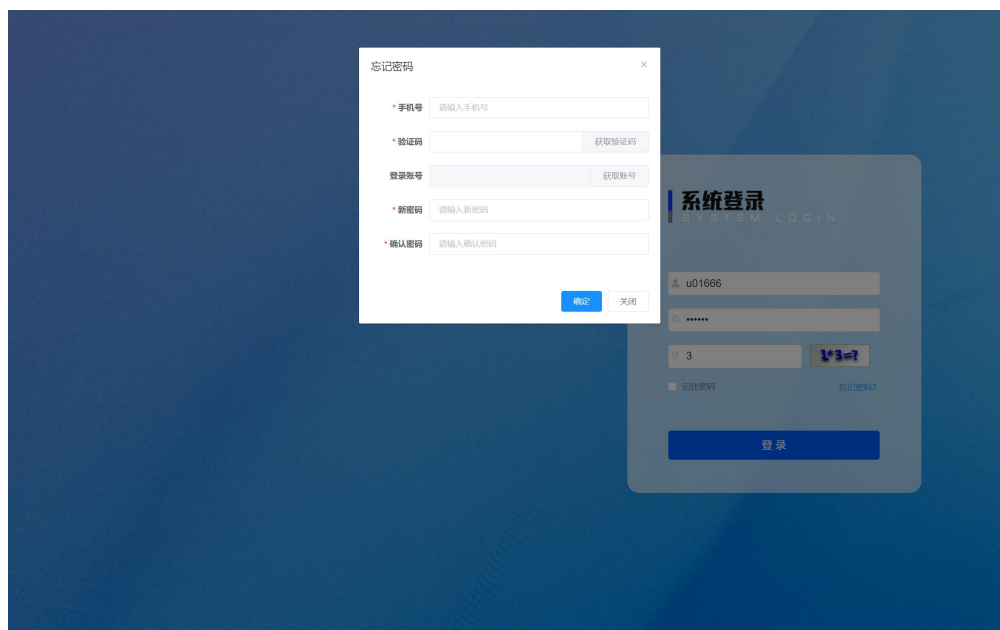 忘记密码 ×
* 手机号 请输入手机号
* 验证码 获取验证码
登录账号 获取账号
* 新密码 请输入新密码
* 确认密码 请输入确认密码
确定 关闭
系统登录
SYSTEM LOGIN
u01666
••••••
3 1*3=?
记住密码 忘记密码?
登 录